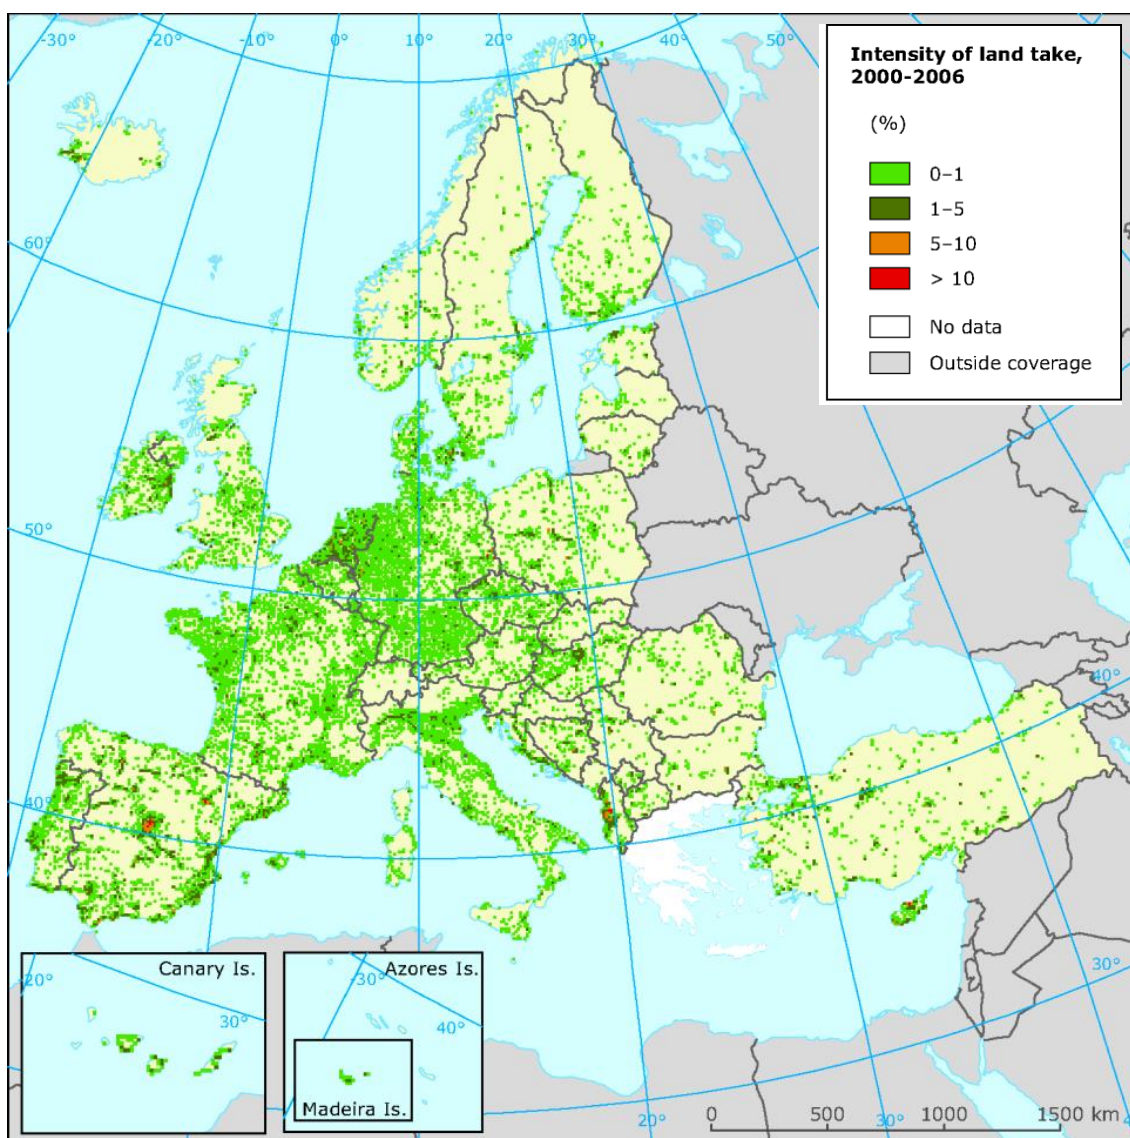 -30° -20° -10° 0° 10° 20° 30° 40° 50°
Intensity of land take,
2000-2006
(%)
0–1
1–5
5–10
> 10
No data
Outside coverage
60°
50°
40°
40°
30°
Canary Is.
-20°
30°
Azores Is.
-30°
40°
Madeira Is.
20°
30°
0 500 1000 1500 km